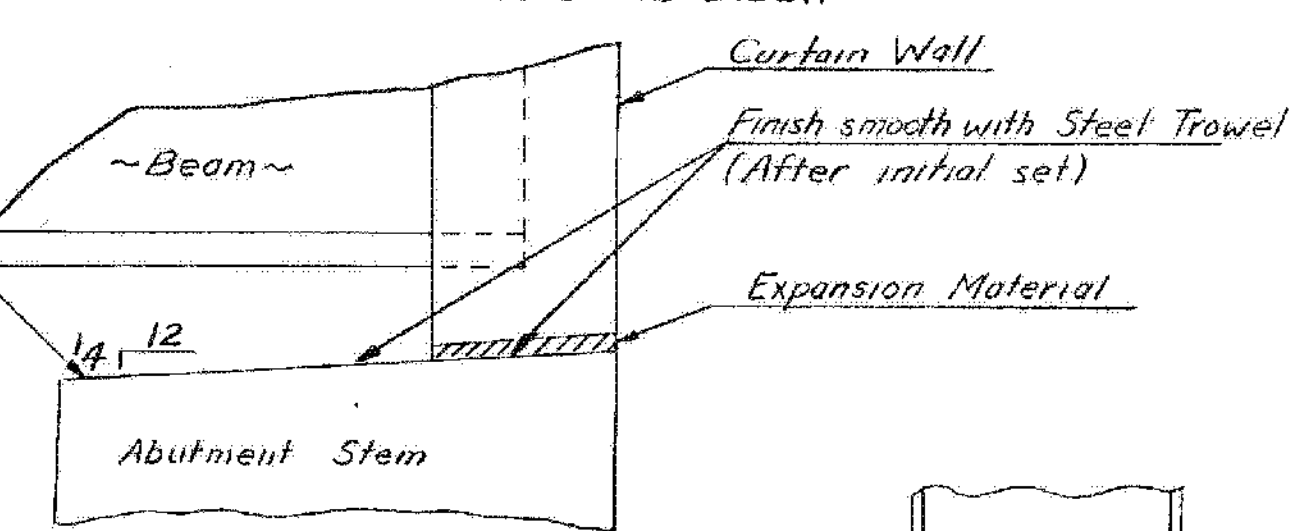 Curtain Wall
Finish smooth with Steel Trowel
(After initial set)
~Beam~
Expansion Material
12
1/4
Abutment Stem